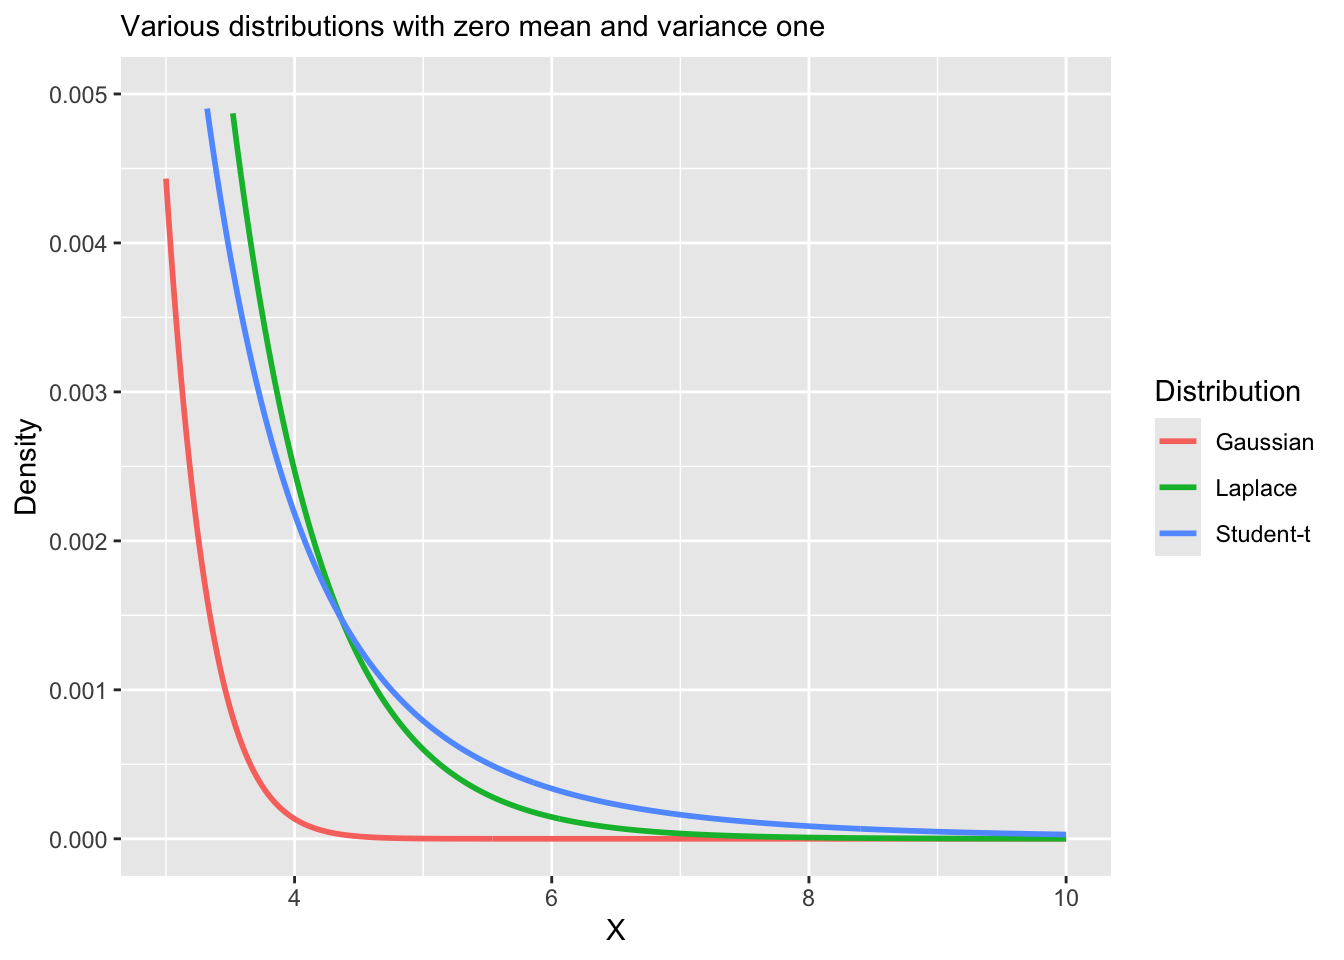 Various distributions with zero mean and variance one
0.005
0.004
0.003
0.002
0.001
0.000
Density
4
6
8
10
X
Distribution
Gaussian
Laplace
Student-t